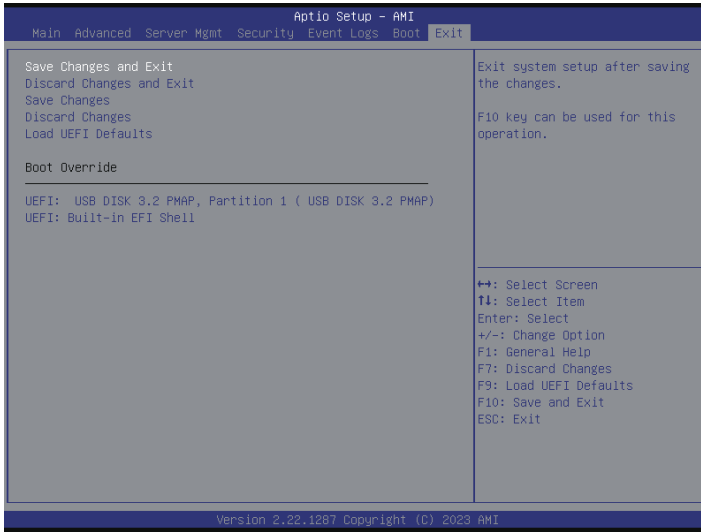 Aptio Setup – AMI
Main Advanced Server Mgmt Security Event Logs Boot Exit
Save Changes and Exit
Discard Changes and Exit
Save Changes
Discard Changes
Load UEFI Defaults
Boot Override
UEFI: USB DISK 3.2 PMAP, Partition 1 ( USB DISK 3.2 PMAP)
UEFI: Built-in EFI Shell
Exit system setup after saving
the changes.
F10 key can be used for this
operation.
↔: Select Screen
↑↓: Select Item
Enter: Select
+/-: Change Option
F1: General Help
F7: Discard Changes
F9: Load UEFI Defaults
F10: Save and Exit
ESC: Exit
Version 2.22.1287 Copyright (C) 2023 AMI